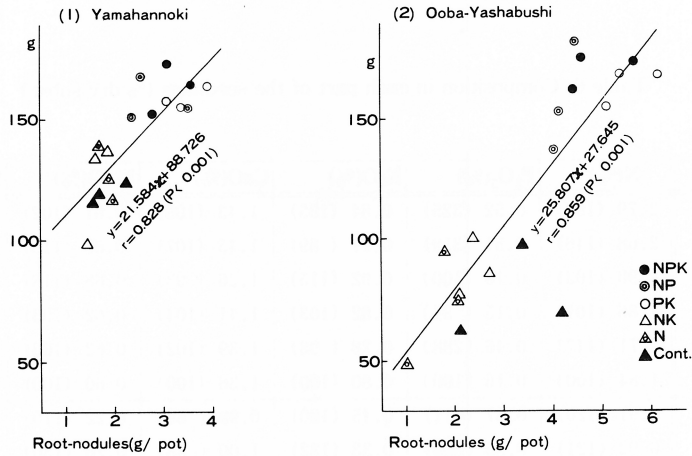 (1) Yamahannoki
g
150
100
50
y=21.584x+88.726
r=0.828 (P< 0.001)
1 2 3 4
Root-nodules(g/ pot)
(2) Ooba-Yashabushi
g
150
100
50
y=25.807x+27.645
r=0.859 (P< 0.001)
NPK
NP
PK
NK
N
Cont.
1 2 3 4 5 6
Root-nodules (g/ pot)